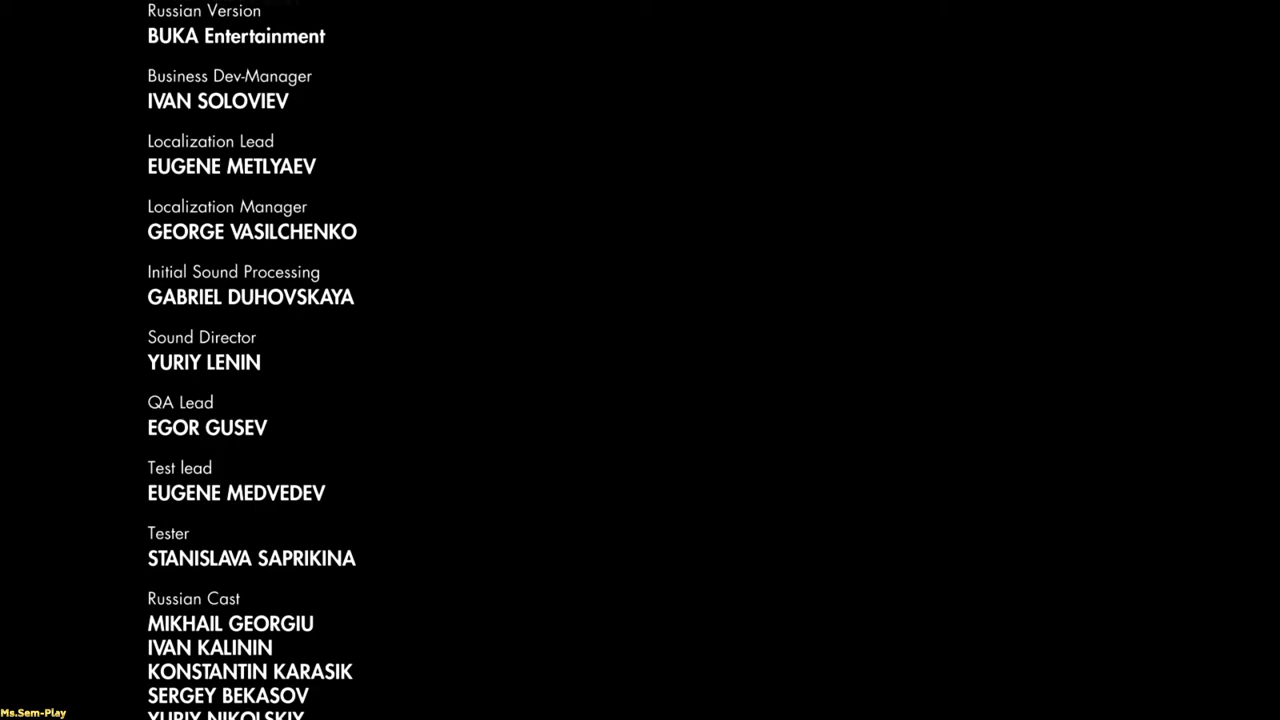 Russian Version
BUKA Entertainment
Business Dev-Manager
IVAN SOLOVIEV
Localization Lead
EUGENE METLYAEV
Localization Manager
GEORGE VASILCHENKO
Initial Sound Processing
GABRIEL DUHOVSKAYA
Sound Director
YURIY LENIN
QA Lead
EGOR GUSEV
Test lead
EUGENE MEDVEDEV
Tester
STANISLAVA SAPRIKINA
Russian Cast
MIKHAIL GEORGIU
IVAN KALININ
KONSTANTIN KARASIK
SERGEY BEKASOV
YURIY NIKOLSKIY
Ms.Sem-Play